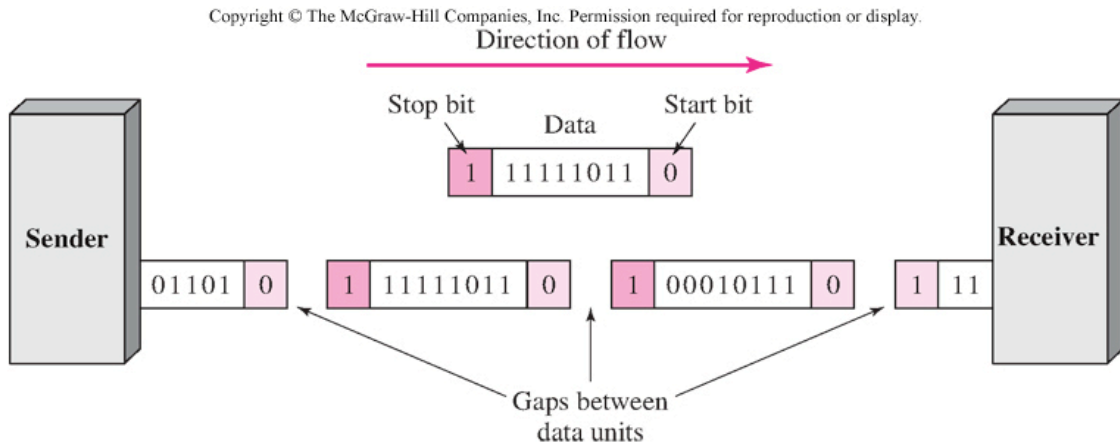 Copyright © The McGraw-Hill Companies, Inc. Permission required for reproduction or display.
Direction of flow
Stop bit
Data
Start bit
1 11111011 0
Sender
Receiver
01101 0
1 11111011 0
1 00010111 0
1 11
Gaps between
data units